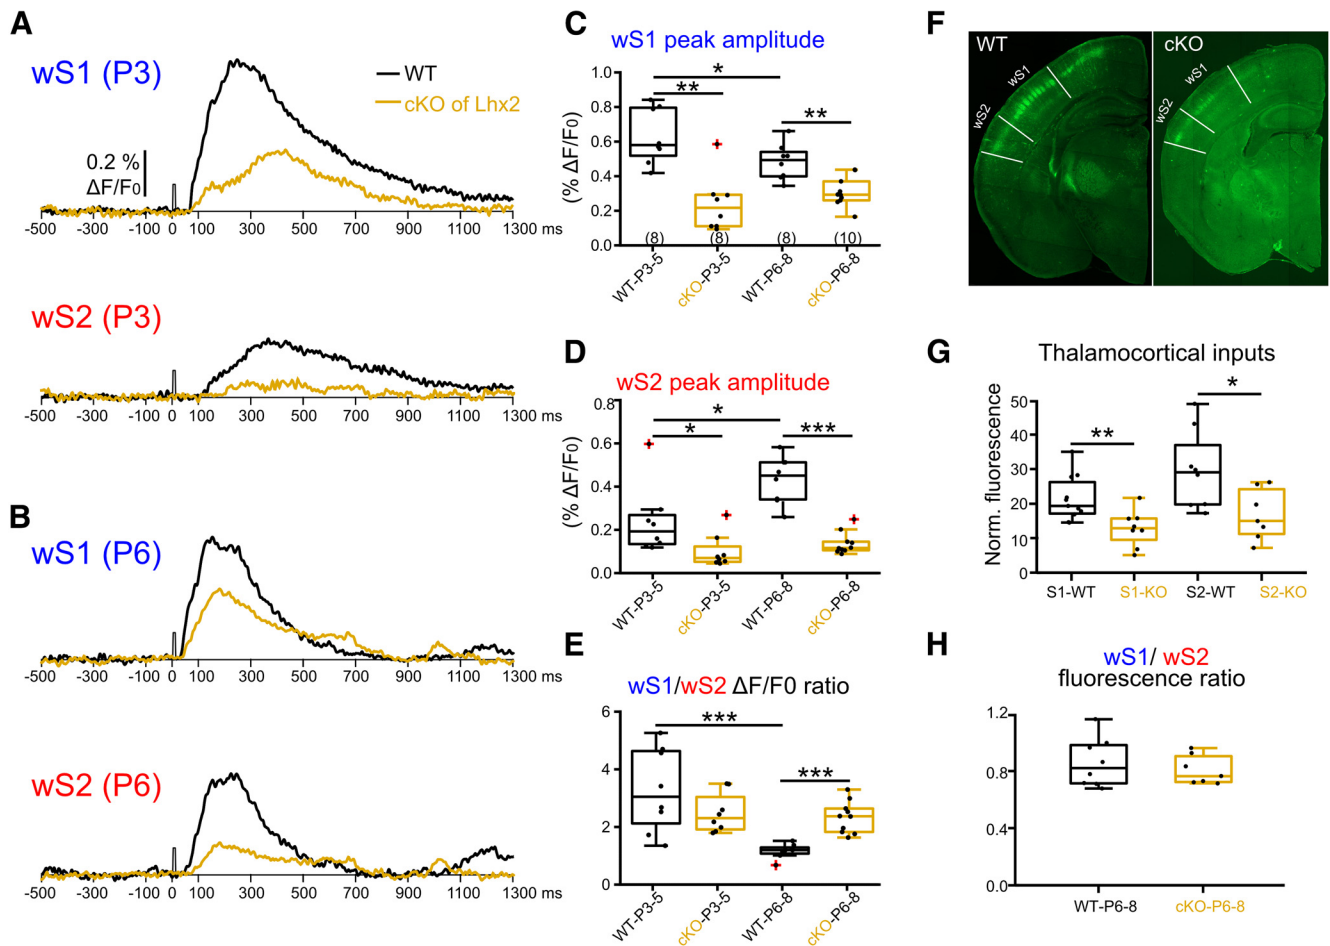 A
wS1 (P3)
WT
cKO of Lhx2
0.2 %
ΔF/F0
-500 -300 -100 0 100 300 500 700 900 1100 1300 ms
wS2 (P3)
-500 -300 -100 0 100 300 500 700 900 1100 1300 ms
B
wS1 (P6)
-500 -300 -100 0 100 300 500 700 900 1100 1300 ms
wS2 (P6)
-500 -300 -100 0 100 300 500 700 900 1100 1300 ms
C
wS1 peak amplitude
(% ΔF/F0)
1.0
0.8
0.6
0.4
0.2
0.0
*
**
**
(8) (8) (8) (10)
WT-P3-5 cKO-P3-5 WT-P6-8 cKO-P6-8
D
wS2 peak amplitude
(% ΔF/F0)
0.8
0.6
0.4
0.2
0.0
*
*
***
WT-P3-5 cKO-P3-5 WT-P6-8 cKO-P6-8
E
wS1/wS2 ΔF/F0 ratio
6
4
2
0
***
***
WT-P3-5 cKO-P3-5 WT-P6-8 cKO-P6-8
F
WT
wS1
wS2
cKO
wS1
wS2
G
Thalamocortical inputs
Norm. fluorescence
50
40
30
20
10
0
**
*
S1-WT S1-KO S2-WT S2-KO
H
wS1/ wS2
fluorescence ratio
1.2
0.8
0.4
0.0
WT-P6-8 cKO-P6-8